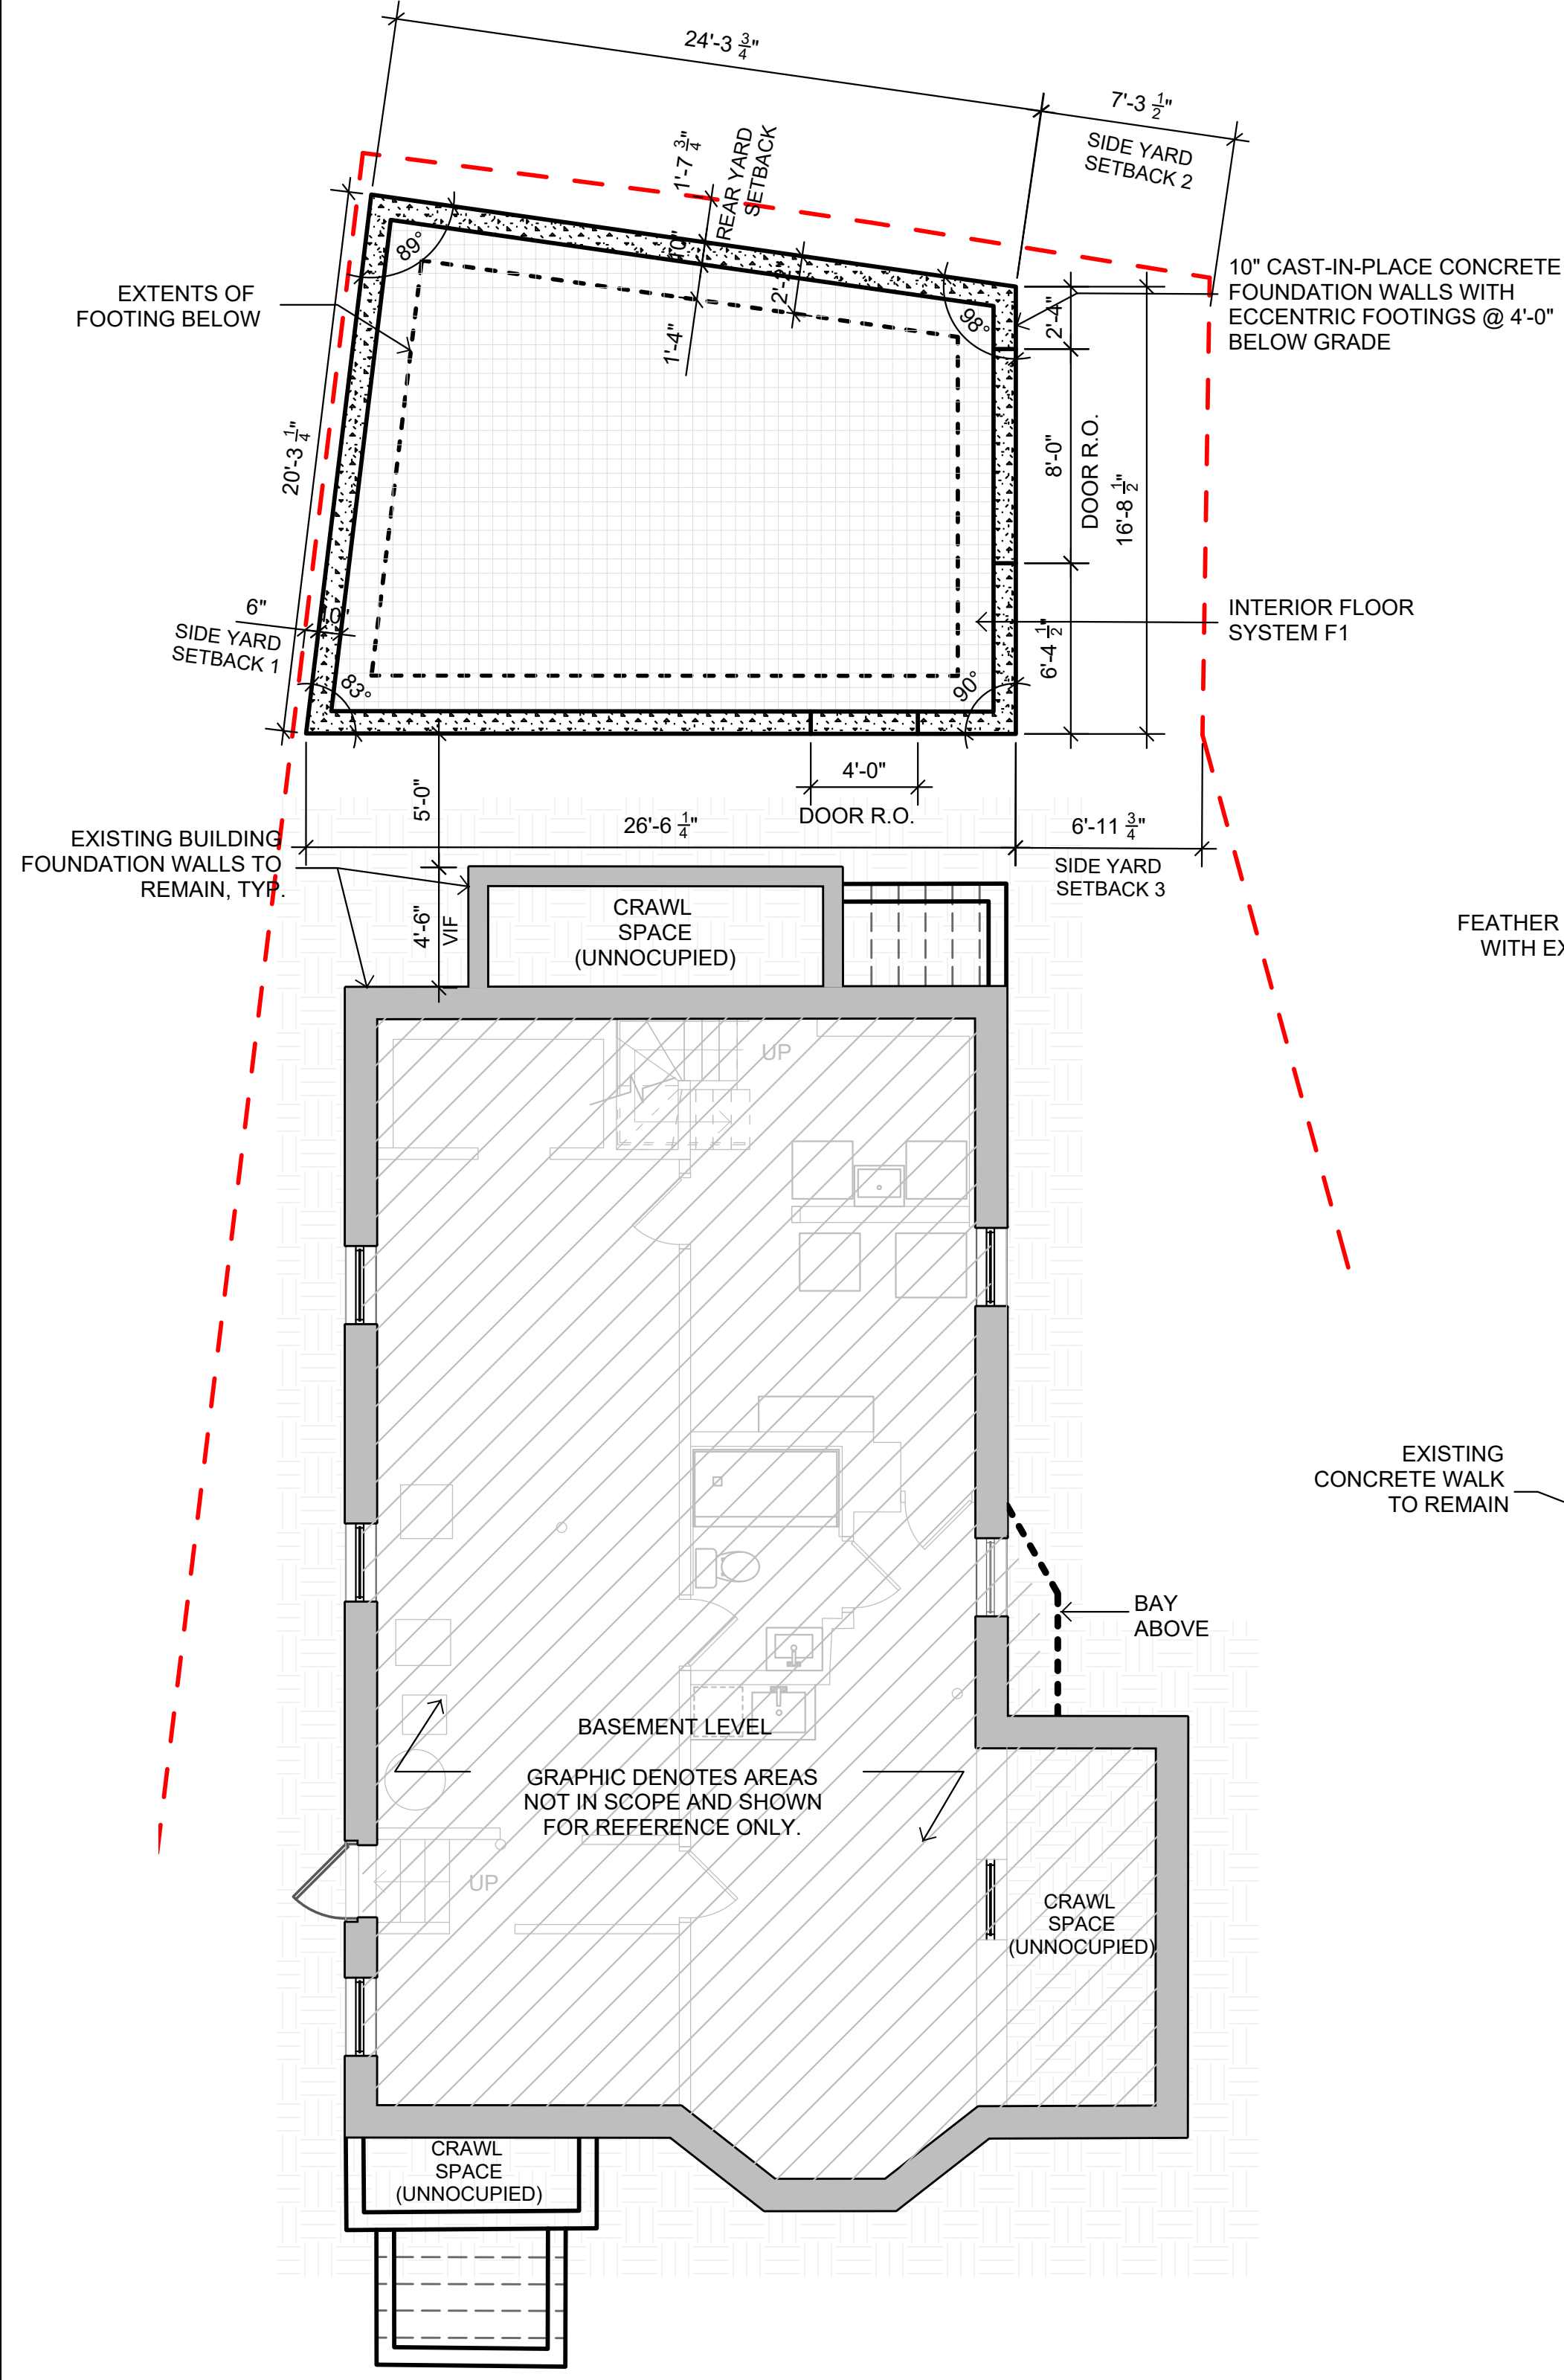 24'-3 3/4"
7'-3 1/2"
SIDE YARD
SETBACK 2
1'-7 3/4"
REAR YARD
SETBACK
10"
2'-2"
1'-4"
89°
98°
EXTENTS OF
FOOTING BELOW
10" CAST-IN-PLACE CONCRETE
FOUNDATION WALLS WITH
ECCENTRIC FOOTINGS @ 4'-0"
BELOW GRADE
2'-4"
8'-0"
DOOR R.O.
16'-8 1/2"
20'-3 1/4"
6"
SIDE YARD
SETBACK 1
10"
83°
90°
6'-4 1/2"
INTERIOR FLOOR
SYSTEM F1
5'-0"
4'-0"
DOOR R.O.
26'-6 1/4"
6'-11 3/4"
SIDE YARD
SETBACK 3
EXISTING BUILDING
FOUNDATION WALLS TO
REMAIN, TYP.
4'-6"
VIF
CRAWL
SPACE
(UNNOCUPIED)
FEATHER
WITH EX
UP
EXISTING
CONCRETE WALK
TO REMAIN
BAY
ABOVE
BASEMENT LEVEL
GRAPHIC DENOTES AREAS
NOT IN SCOPE AND SHOWN
FOR REFERENCE ONLY.
UP
CRAWL
SPACE
(UNNOCUPIED)
CRAWL
SPACE
(UNNOCUPIED)